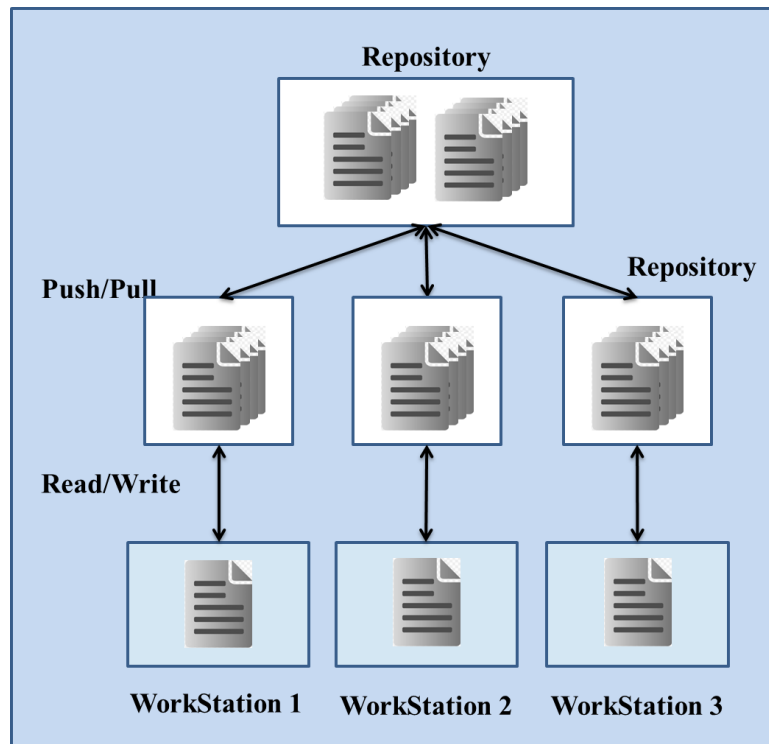 Repository
Repository
Push/Pull
Read/Write
WorkStation 1
WorkStation 2
WorkStation 3